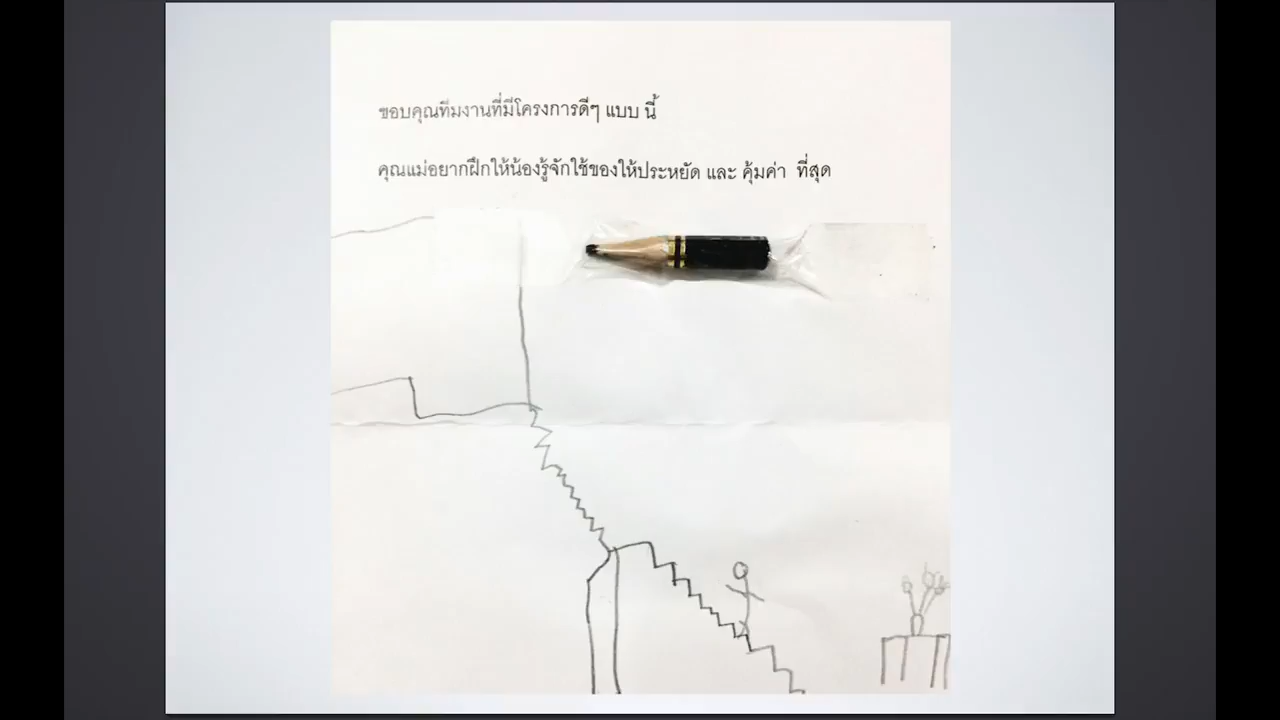 ขอบคุณทีมงานที่มีโครงการดีๆ แบบ นี้
คุณแม่อยากฝึกให้น้องรู้จักใช้ของให้ประหยัด และ คุ้มค่า ที่สุด